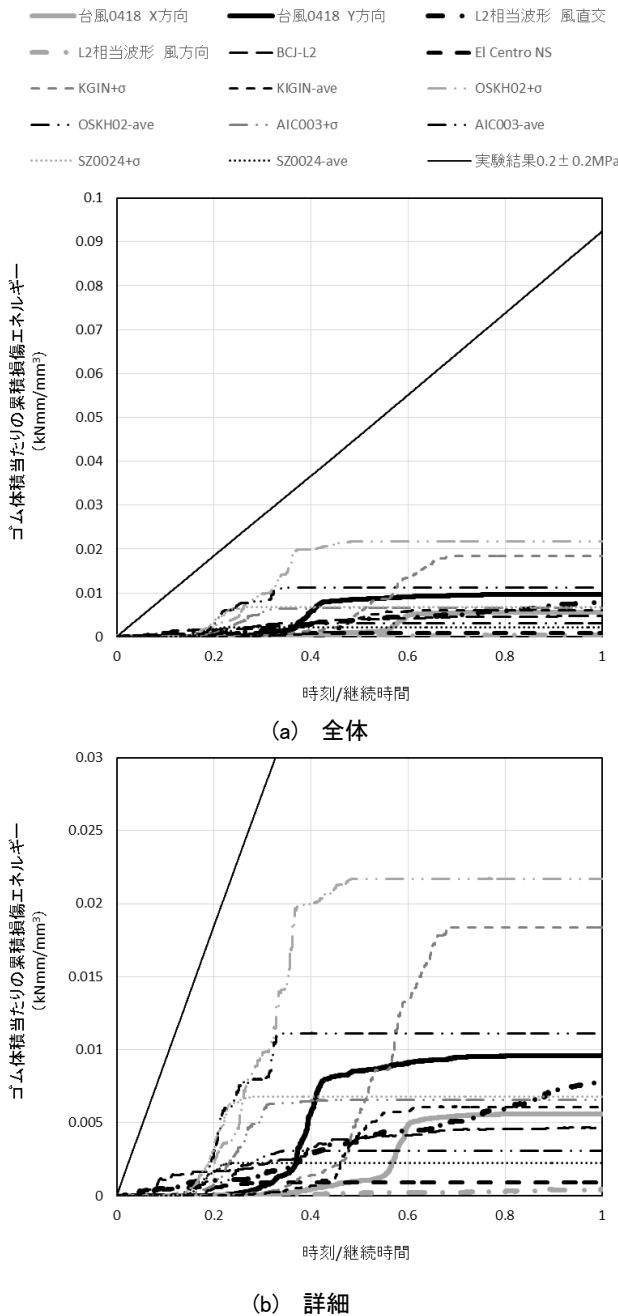 台風0418 X方向
台風0418 Y方向
L2相当波形 風直交
L2相当波形 風方向
BCJ-L2
El Centro NS
KGIN+σ
KIGIN-ave
OSKH02+σ
OSKH02-ave
AIC003+σ
AIC003-ave
SZ0024+σ
SZ0024-ave
実験結果0.2±0.2MPa
0.1
0.09
0.08
0.07
0.06
0.05
0.04
0.03
0.02
0.01
0
ゴム体積当たりの累積損傷エネルギー
(kNmm/mm³)
0
0.2
0.4
0.6
0.8
1
時刻/継続時間
(a) 全体
0.03
0.025
0.02
0.015
0.01
0.005
0
ゴム体積当たりの累積損傷エネルギー
(kNmm/mm³)
0
0.2
0.4
0.6
0.8
1
時刻/継続時間
(b) 詳細